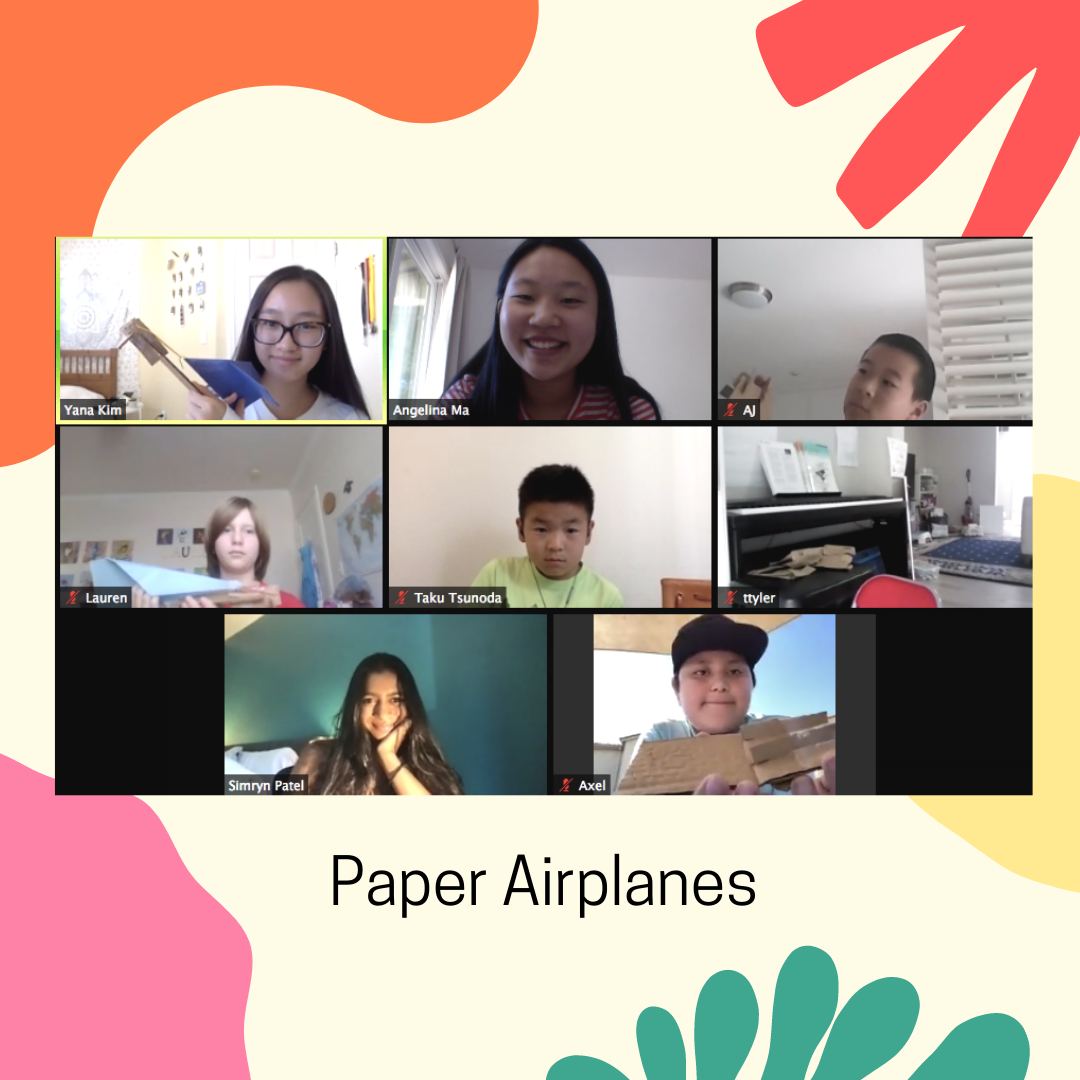 Yana Kim
Angelina Ma
AJ
Lauren
Taku Tsunoda
ttyler
Simryn Patel
Axel
Paper Airplanes